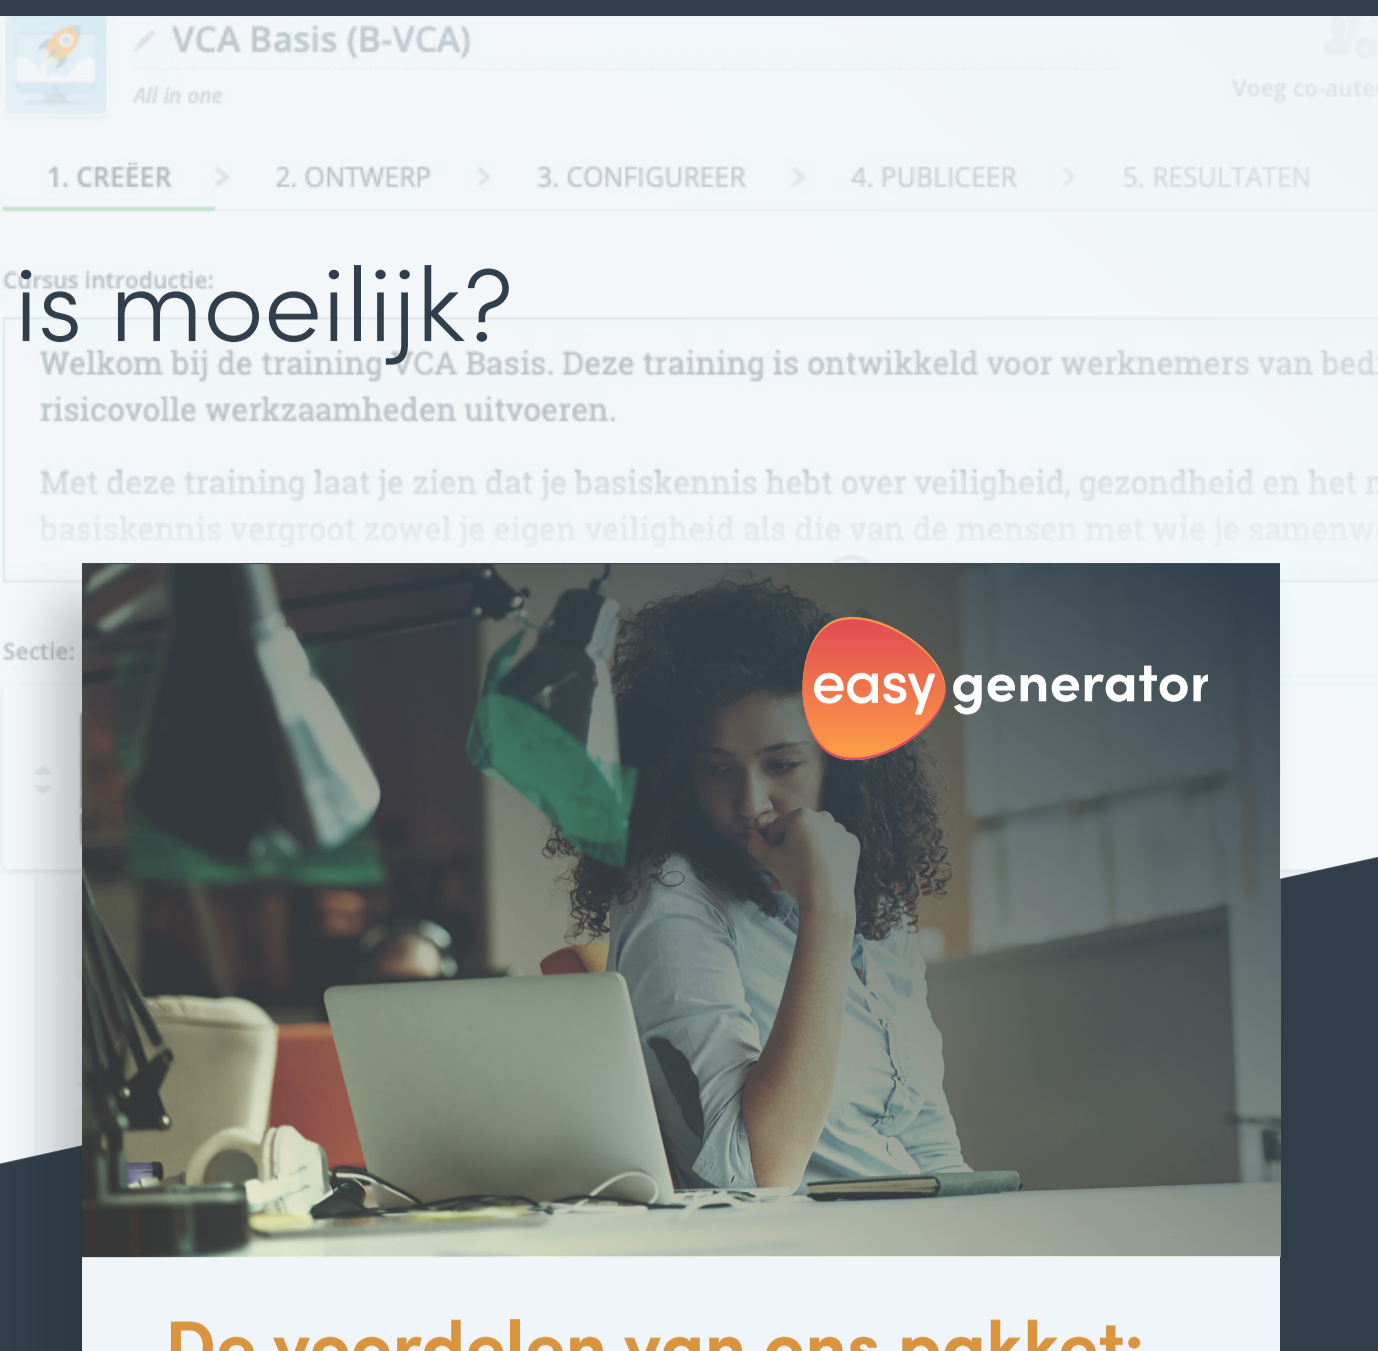 VCA Basis (B-VCA)
All in one
Voeg co-auteu
1. CREËER > 2. ONTWERP > 3. CONFIGUREER > 4. PUBLICEER > 5. RESULTATEN
Cursus introductie:
is moeilijk?
Welkom bij de training VCA Basis. Deze training is ontwikkeld voor werknemers van
risicovolle werkzaamheden uitvoeren.
Met deze training laat je zien dat je basiskennis hebt over veiligheid, gezondheid en het
basiskennis vergroot zowel je eigen veiligheid als die van de mensen met wie je
Sectie:
easy generator
De voordelen van ons pakket: